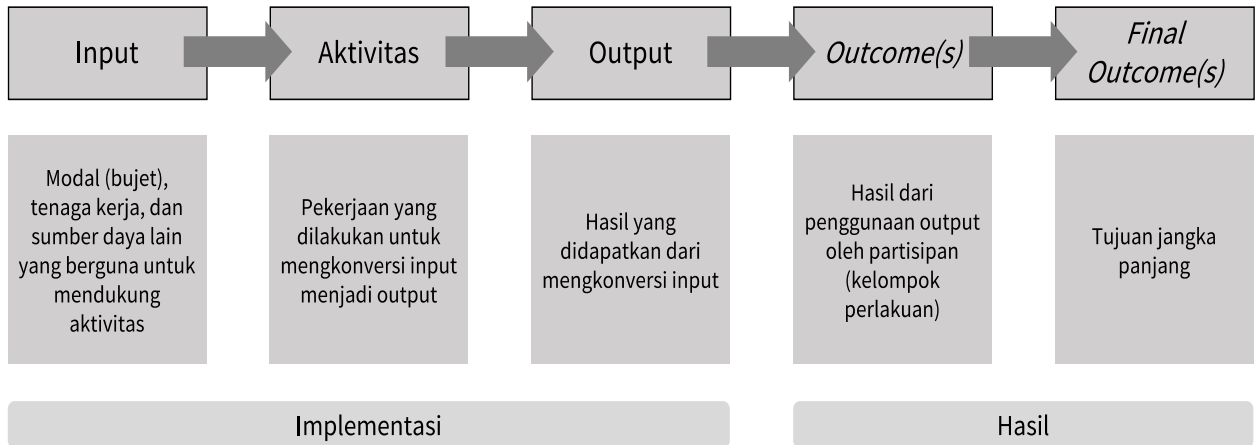 Input
Aktivitas
Output
Outcome(s)
Final
Outcome(s)
Modal (bujet),
tenaga kerja, dan
sumber daya lain
yang berguna untuk
mendukung
aktivitas
Pekerjaan yang
dilakukan untuk
mengkonversi input
menjadi output
Hasil yang
didapatkan dari
mengkonversi input
Hasil dari
penggunaan output
oleh partisipan
(kelompok
perlakuan)
Tujuan jangka
panjang
Implementasi
Hasil